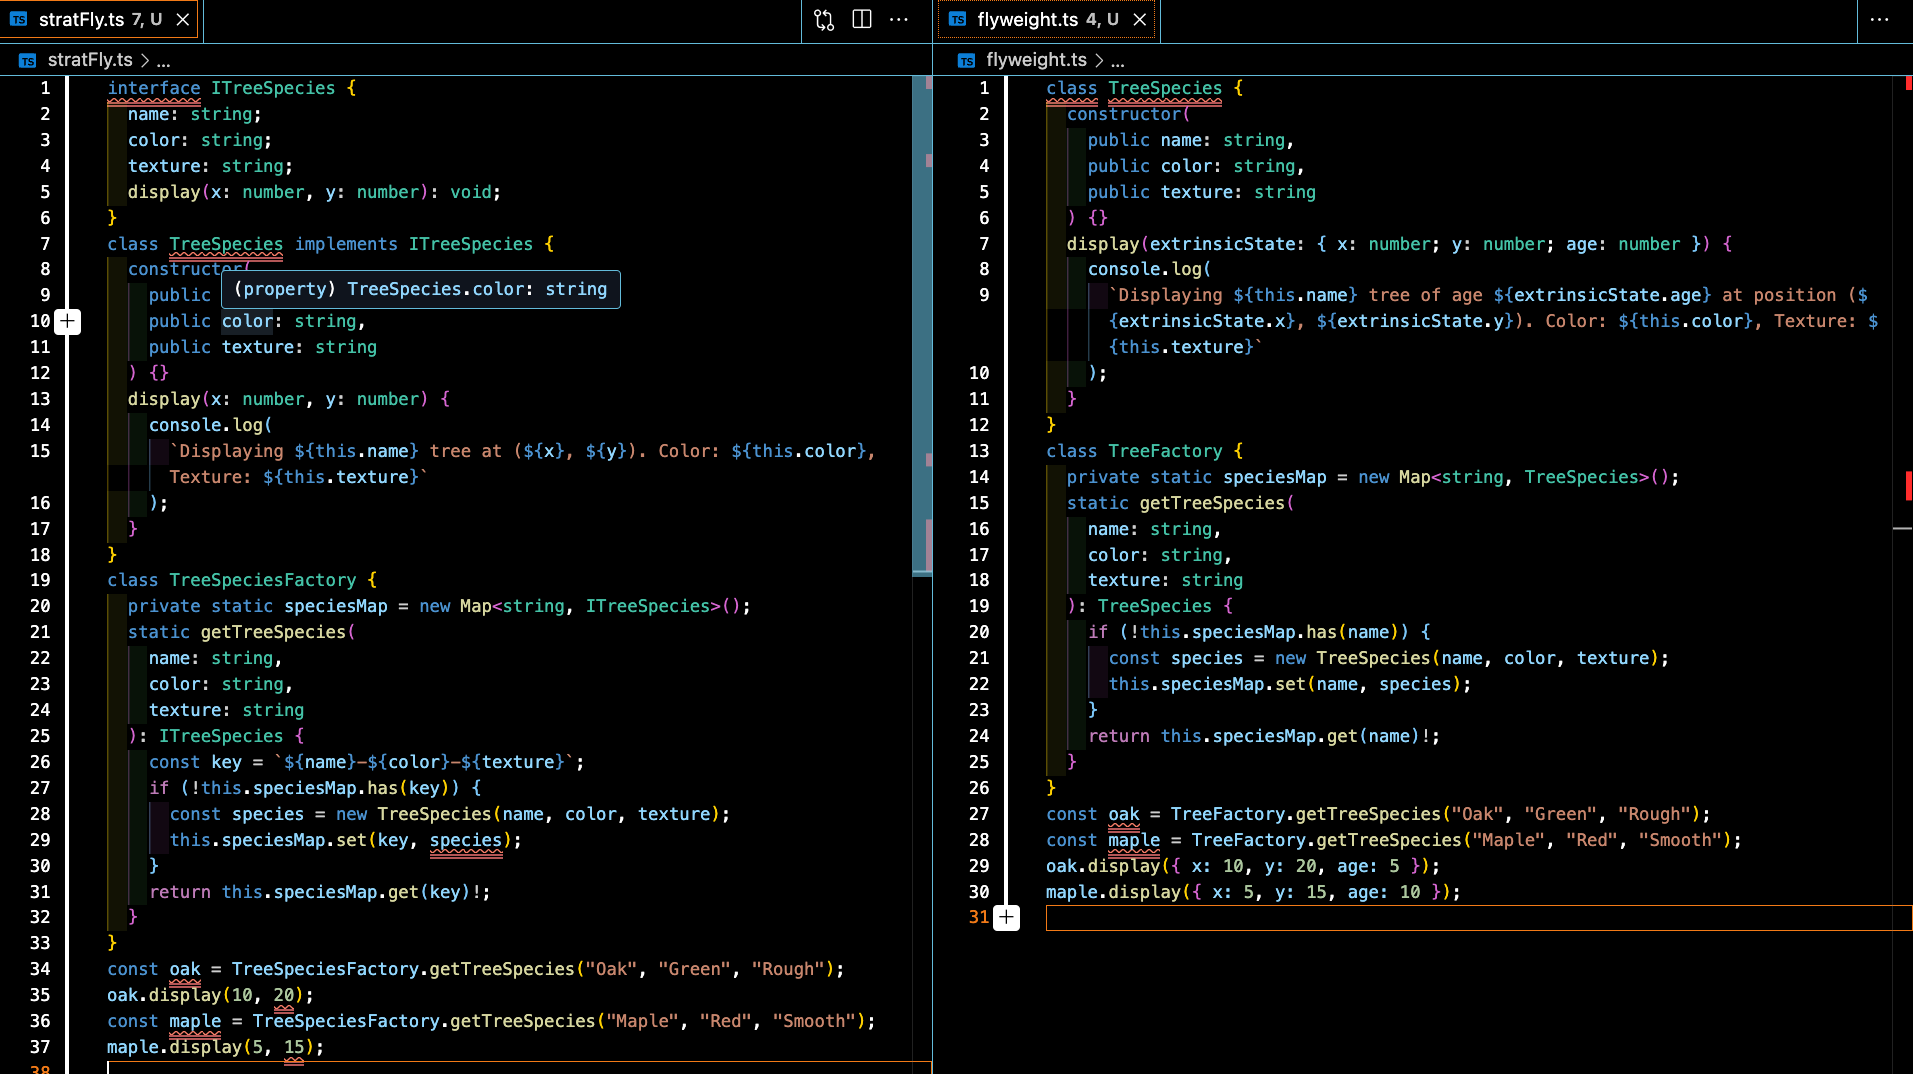 TS stratFly.ts 7, U
TS stratFly.ts > ...
1 interface ITreeSpecies {
2 name: string;
3 color: string;
4 texture: string;
5 display(x: number, y: number): void;
6 }
7 class TreeSpecies implements ITreeSpecies {
8 constructor(
(property) TreeSpecies.color: string
9 public
10 public color: string,
11 public texture: string
12 ) {}
13 display(x: number, y: number) {
14 console.log(
15 `Displaying ${this.name} tree at (${x}, ${y}). Color: ${this.color},
Texture: ${this.texture}`
16 );
17 }
18 }
19 class TreeSpeciesFactory {
20 private static speciesMap = new Map<string, ITreeSpecies>();
21 static getTreeSpecies(
22 name: string,
23 color: string,
24 texture: string
25 ): ITreeSpecies {
26 const key = `${name}-${color}-${texture}`;
27 if (!this.speciesMap.has(key)) {
28 const species = new TreeSpecies(name, color, texture);
29 this.speciesMap.set(key, species);
30 }
31 return this.speciesMap.get(key)!;
32 }
33 }
34 const oak = TreeSpeciesFactory.getTreeSpecies("Oak", "Green", "Rough");
35 oak.display(10, 20);
36 const maple = TreeSpeciesFactory.getTreeSpecies("Maple", "Red", "Smooth");
37 maple.display(5, 15);
38
TS flyweight.ts 4, U
TS flyweight.ts > ...
1 class TreeSpecies {
2 constructor(
3 public name: string,
4 public color: string,
5 public texture: string
6 ) {}
7 display(extrinsicState: { x: number; y: number; age: number }) {
8 console.log(
9 `Displaying ${this.name} tree of age ${extrinsicState.age} at position ($
{extrinsicState.x}, ${extrinsicState.y}). Color: ${this.color}, Texture: $
{this.texture}`
10 );
11 }
12 }
13 class TreeFactory {
14 private static speciesMap = new Map<string, TreeSpecies>();
15 static getTreeSpecies(
16 name: string,
17 color: string,
18 texture: string
19 ): TreeSpecies {
20 if (!this.speciesMap.has(name)) {
21 const species = new TreeSpecies(name, color, texture);
22 this.speciesMap.set(name, species);
23 }
24 return this.speciesMap.get(name)!;
25 }
26 }
27 const oak = TreeFactory.getTreeSpecies("Oak", "Green", "Rough");
28 const maple = TreeFactory.getTreeSpecies("Maple", "Red", "Smooth");
29 oak.display({ x: 10, y: 20, age: 5 });
30 maple.display({ x: 5, y: 15, age: 10 });
31